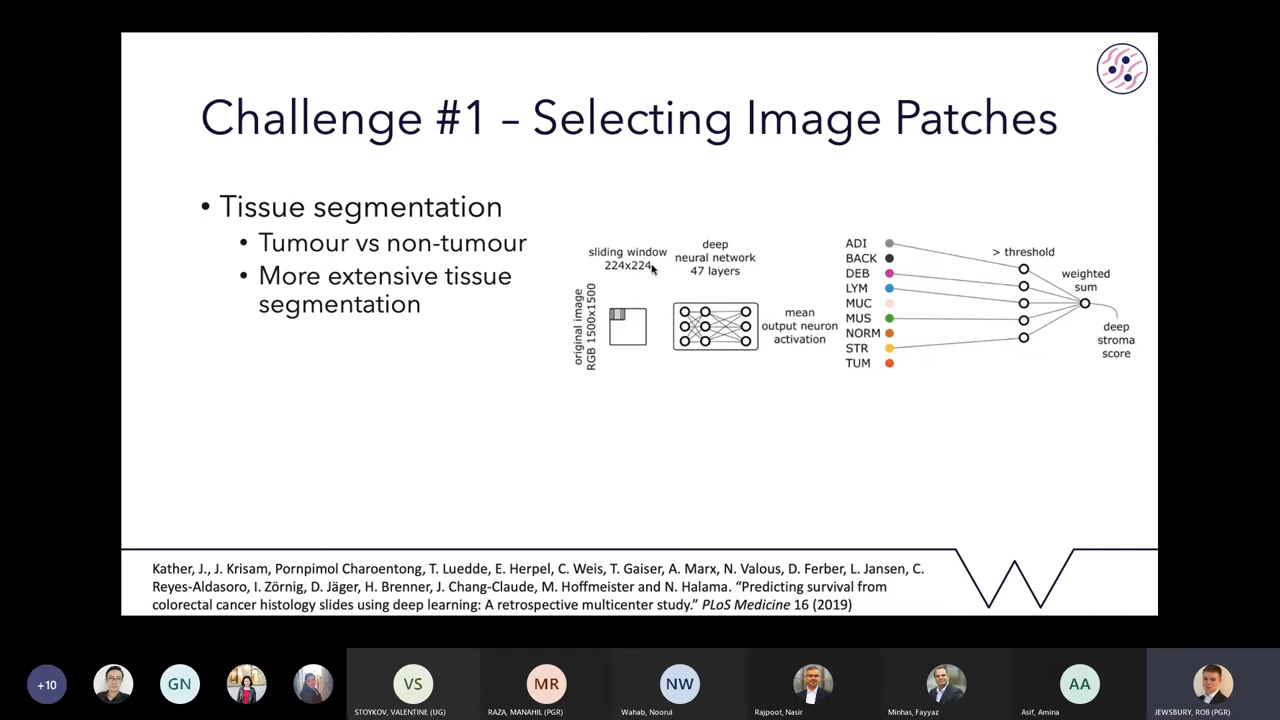 Challenge #1 – Selecting Image Patches
• Tissue segmentation
• Tumour vs non-tumour
• More extensive tissue
segmentation
sliding window
224x224
deep
neural network
47 layers
original image
RGB 1500x1500
mean
output neuron
activation
ADI
BACK
DEB
LYM
MUC
MUS
NORM
STR
TUM
> threshold
weighted
sum
deep
stroma
score
Kather, J., J. Krisam, Pornpimol Charoentong, T. Luedde, E. Herpel, C. Weis, T. Gaiser, A. Marx, N. Valous, D. Ferber, L. Jansen, C.
Reyes-Aldasoro, I. Zörnig, D. Jäger, H. Brenner, J. Chang-Claude, M. Hoffmeister and N. Halama. “Predicting survival from
colorectal cancer histology slides using deep learning: A retrospective multicenter study.” PLoS Medicine 16 (2019)
+10
GN
VS
MR
NW
AA
STOYKOV, VALENTINE (UG)
RAZA, MANAHIL (PGR)
Wahab, Noorul
Rajpoot, Nasir
Minhas, Fayyaz
Asif, Amina
JEWSBURY, ROB (PGR)